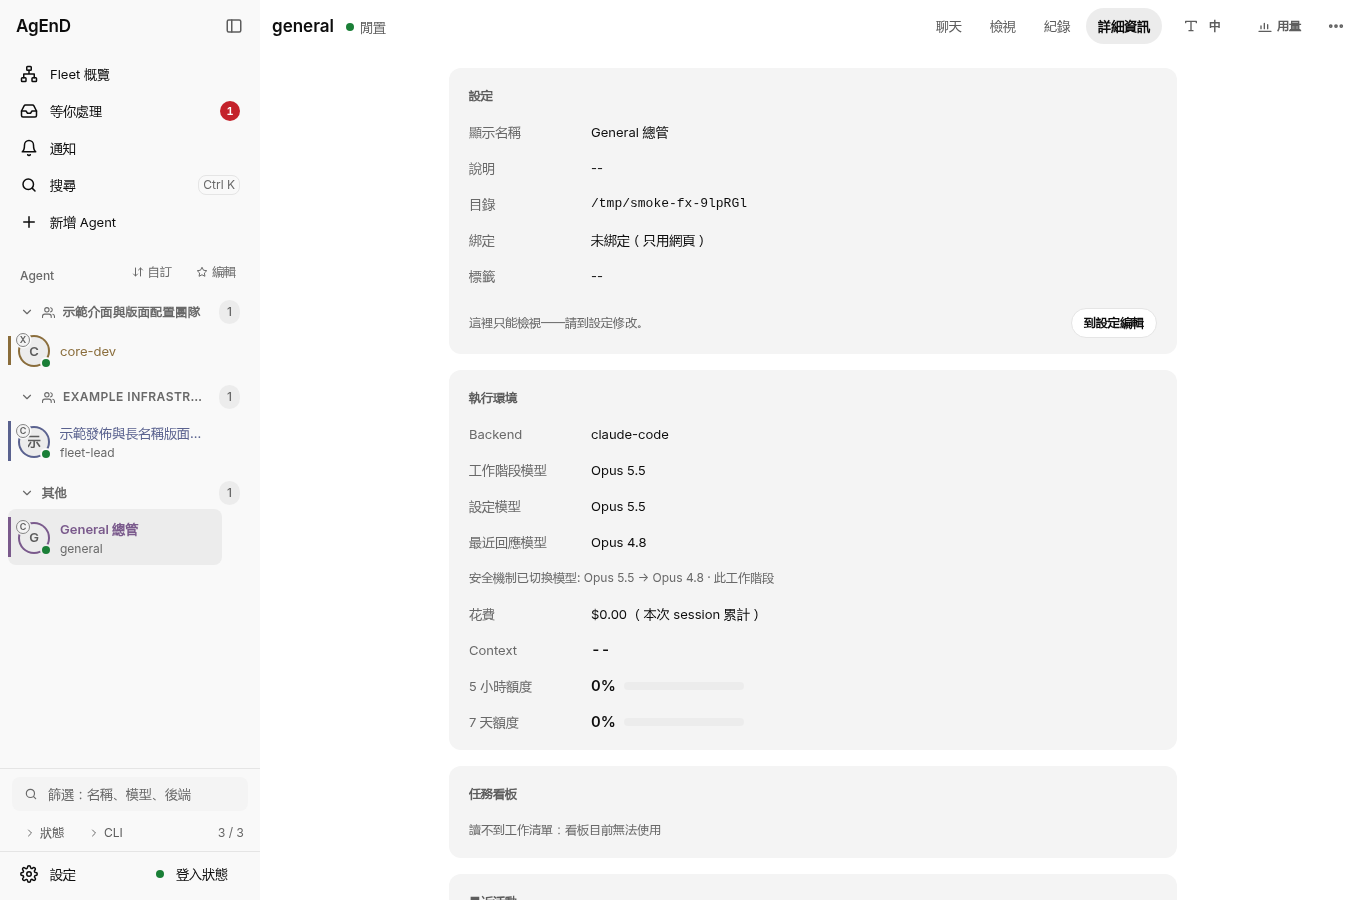 AgEnD
Fleet 概覽
等你處理
1
通知
搜尋
Ctrl K
新增 Agent
Agent
自訂
編輯
示範介面與版面配置團隊
1
X
C
core-dev
EXAMPLE INFRASTR...
1
C
示
示範發佈與長名稱版面...
fleet-lead
其他
1
C
G
General 總管
general
篩選：名稱、模型、後端
狀態
CLI
3 / 3
設定
登入狀態
general
閒置
聊天
檢視
紀錄
詳細資訊
中
用量
設定
顯示名稱
General 總管
說明
--
目錄
/tmp/smoke-fx-9lpRGl
綁定
未綁定（只用網頁）
標籤
--
這裡只能檢視——請到設定修改。
到設定編輯
執行環境
Backend
claude-code
工作階段模型
Opus 5.5
設定模型
Opus 5.5
最近回應模型
Opus 4.8
安全機制已切換模型: Opus 5.5 → Opus 4.8 · 此工作階段
花費
$0.00（本次 session 累計）
Context
--
5 小時額度
0%
7 天額度
0%
任務看板
讀不到工作清單：看板目前無法使用
最近活動